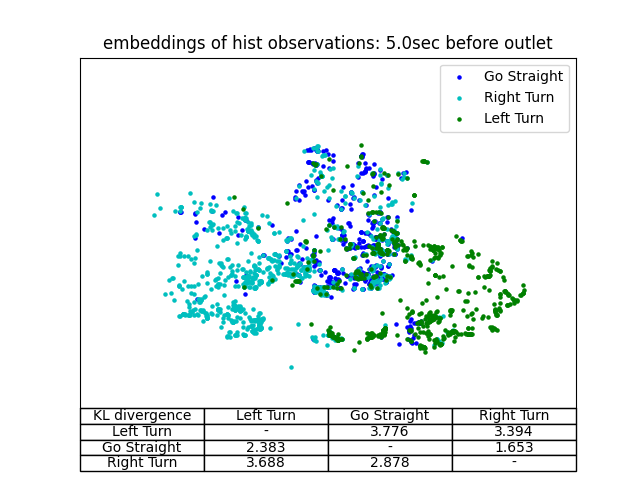 embeddings of hist observations: 5.0sec before outlet
Go Straight
Right Turn
Left Turn
KL divergence Left Turn Go Straight Right Turn
Left Turn - 3.776 3.394
Go Straight 2.383 - 1.653
Right Turn 3.688 2.878 -